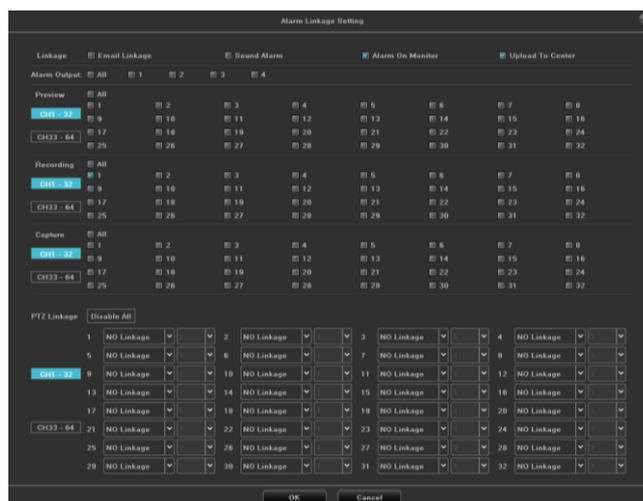 Alarm Linkage Setting
Linkage Email Linkage Sound Alarm Alarm On Monitor Upload To Center
Alarm Output: All 1 2 3 4
Preview All
CH1 - 32 1 2 3 4 5 6 7 8
9 10 11 12 13 14 15 16
CH33 - 64 17 18 19 20 21 22 23 24
25 26 27 28 29 30 31 32
Recording All
CH1 - 32 1 2 3 4 5 6 7 8
9 10 11 12 13 14 15 16
CH33 - 64 17 18 19 20 21 22 23 24
25 26 27 28 29 30 31 32
Capture All
CH1 - 32 1 2 3 4 5 6 7 8
9 10 11 12 13 14 15 16
CH33 - 64 17 18 19 20 21 22 23 24
25 26 27 28 29 30 31 32
PTZ Linkage Disable All
1 NO Linkage 2 NO Linkage 3 NO Linkage 4 NO Linkage
5 NO Linkage 6 NO Linkage 7 NO Linkage 8 NO Linkage
CH1 - 32 9 NO Linkage 10 NO Linkage 11 NO Linkage 12 NO Linkage
13 NO Linkage 14 NO Linkage 15 NO Linkage 16 NO Linkage
17 NO Linkage 18 NO Linkage 19 NO Linkage 20 NO Linkage
CH33 - 64 21 NO Linkage 22 NO Linkage 23 NO Linkage 24 NO Linkage
25 NO Linkage 26 NO Linkage 27 NO Linkage 28 NO Linkage
29 NO Linkage 30 NO Linkage 31 NO Linkage 32 NO Linkage
OK Cancel